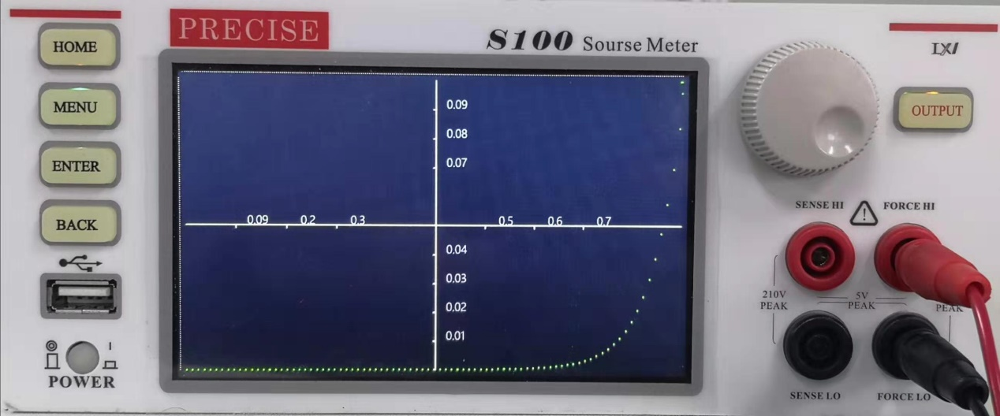 PRECISE
S100 Sourse Meter
LXI
HOME
MENU
ENTER
BACK
POWER
OUTPUT
0.09
0.08
0.07
0.09 0.2 0.3 0.5 0.6 0.7
0.04
0.03
0.02
0.01
SENSE HI
FORCE HI
210V
PEAK
5V
PEAK
PEAK
SENSE LO
FORCE LO